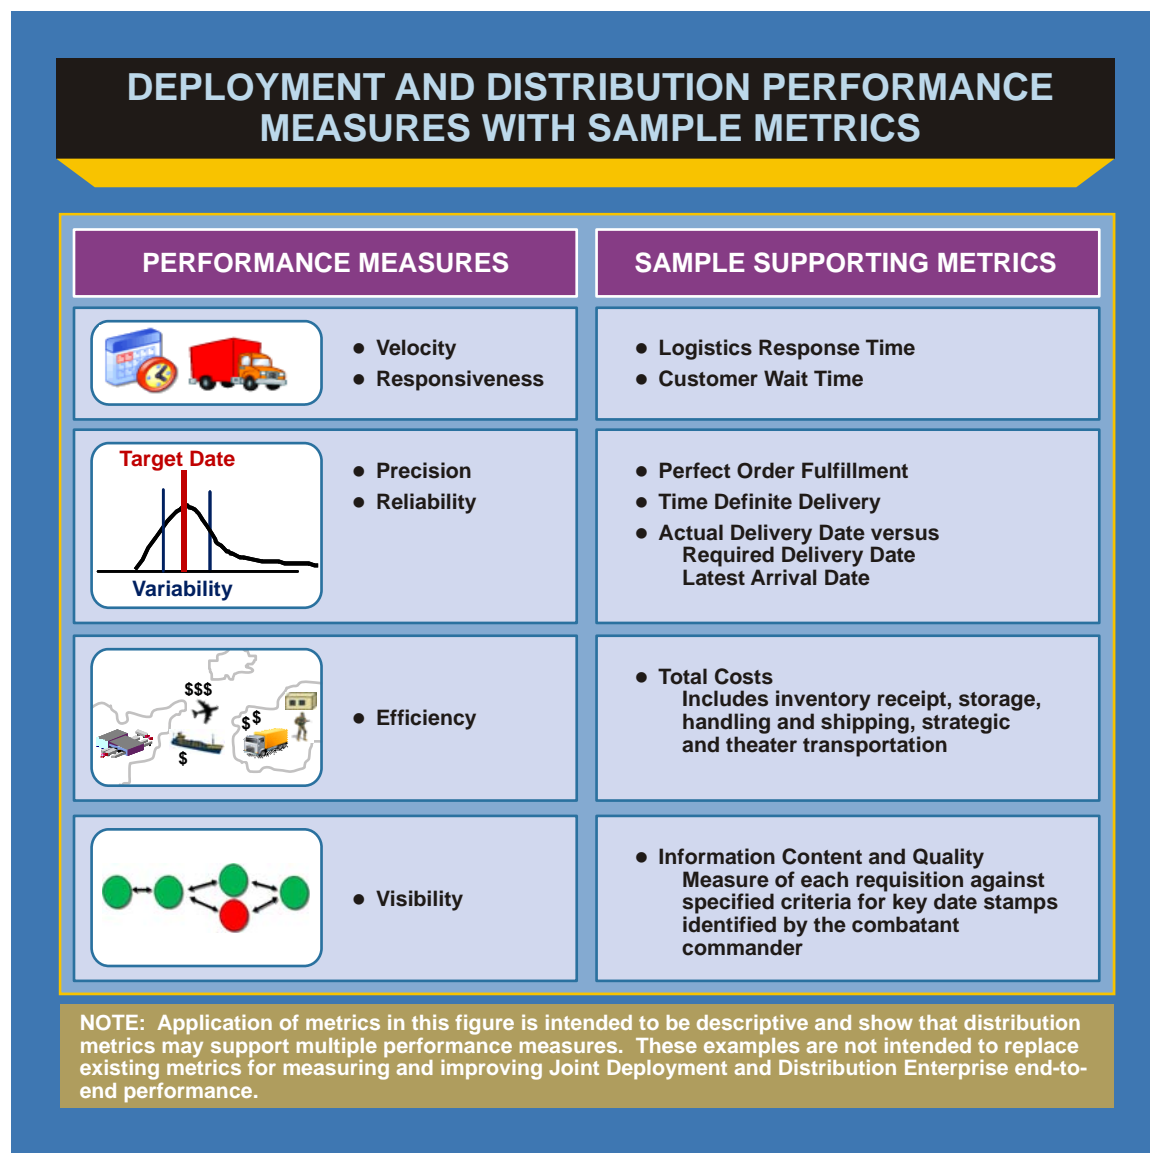 DEPLOYMENT AND DISTRIBUTION PERFORMANCE
MEASURES WITH SAMPLE METRICS
PERFORMANCE MEASURES
SAMPLE SUPPORTING METRICS
● Velocity
● Responsiveness
● Logistics Response Time
● Customer Wait Time
Target Date
Variability
● Precision
● Reliability
● Perfect Order Fulfillment
● Time Definite Delivery
● Actual Delivery Date versus
Required Delivery Date
Latest Arrival Date
$$$
$$
$
● Efficiency
● Total Costs
Includes inventory receipt, storage,
handling and shipping, strategic
and theater transportation
● Visibility
● Information Content and Quality
Measure of each requisition against
specified criteria for key date stamps
identified by the combatant
commander
NOTE:  Application of metrics in this figure is intended to be descriptive and show that distribution
metrics may support multiple performance measures.  These examples are not intended to replace
existing metrics for measuring and improving Joint Deployment and Distribution Enterprise end-to-
end performance.